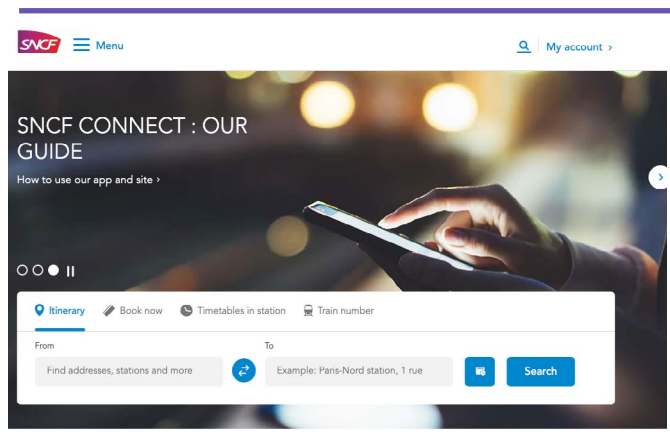 SNCF
Menu
My account >
SNCF CONNECT : OUR
GUIDE
How to use our app and site >
Itinerary
Book now
Timetables in station
Train number
From
To
Find addresses, stations and more
Example: Paris-Nord station, 1 rue
Search